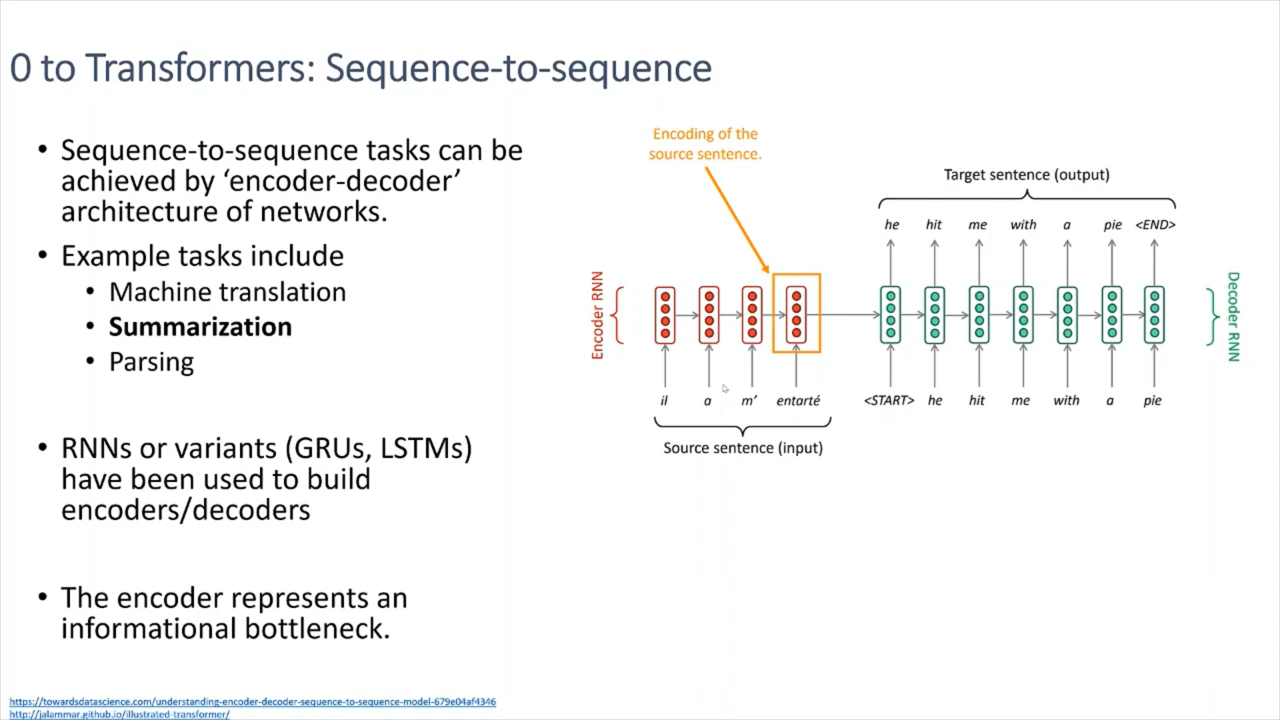 0 to Transformers: Sequence-to-sequence
• Sequence-to-sequence tasks can be
achieved by ‘encoder-decoder’
architecture of networks.
• Example tasks include
• Machine translation
• Summarization
• Parsing
• RNNs or variants (GRUs, LSTMs)
have been used to build
encoders/decoders
• The encoder represents an
informational bottleneck.
Encoding of the
source sentence.
Target sentence (output)
he hit me with a pie <END>
Encoder RNN
Decoder RNN
il a m’ entarté
<START> he hit me with a pie
Source sentence (input)
https://towardsdatascience.com/understanding-encoder-decoder-sequence-to-sequence-model-679e04af4346
http://jalammar.github.io/illustrated-transformer/